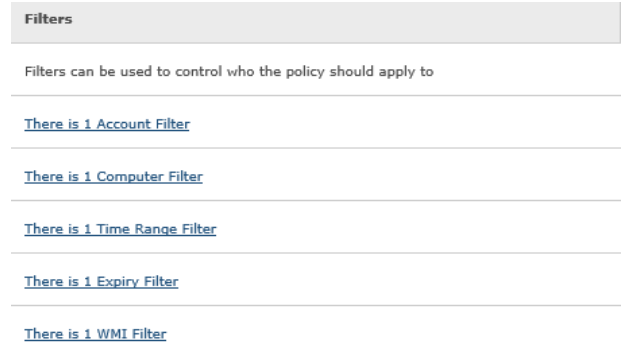 Filters
Filters can be used to control who the policy should apply to
There is 1 Account Filter
There is 1 Computer Filter
There is 1 Time Range Filter
There is 1 Expiry Filter
There is 1 WMI Filter